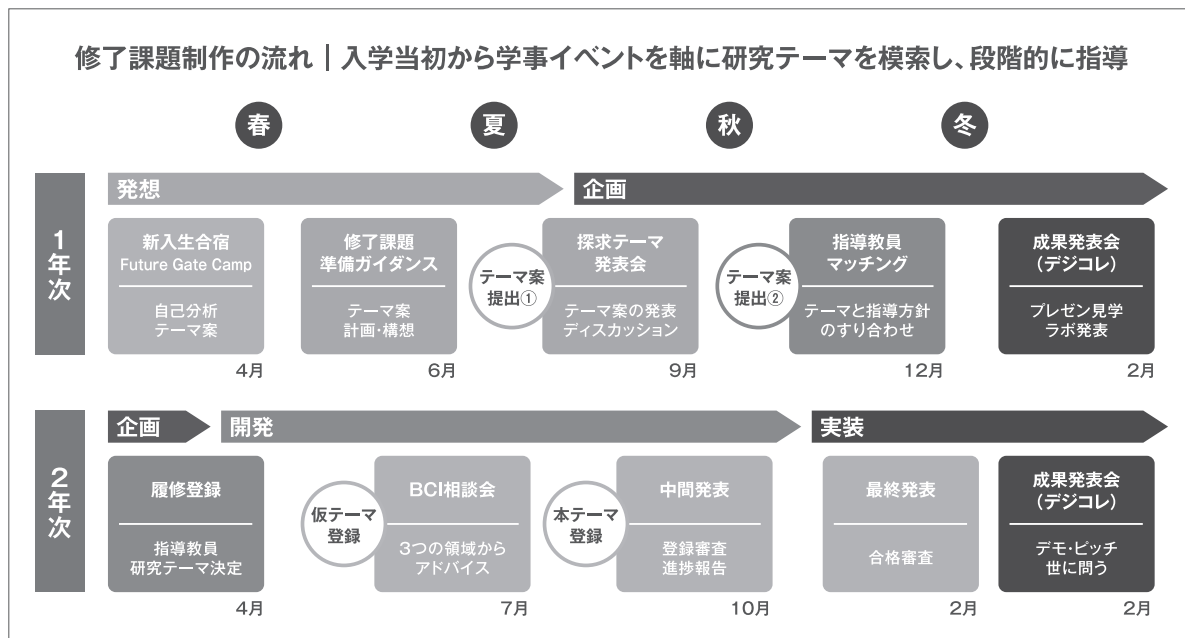 修了課題制作の流れ｜入学当初から学事イベントを軸に研究テーマを模索し、段階的に指導
春
夏
秋
冬
1年次
発想
企画
新入生合宿
Future Gate Camp
自己分析
テーマ案
4月
修了課題
準備ガイダンス
テーマ案
計画・構想
6月
テーマ案
提出①
探求テーマ
発表会
テーマ案の発表
ディスカッション
9月
テーマ案
提出②
指導教員
マッチング
テーマと指導方針
のすり合わせ
12月
成果発表会
（デジコレ）
プレゼン見学
ラボ発表
2月
2年次
企画
開発
実装
履修登録
指導教員
研究テーマ決定
4月
仮テーマ
登録
BCI相談会
3つの領域から
アドバイス
7月
本テーマ
登録
中間発表
登録審査
進捗報告
10月
最終発表
合格審査
2月
成果発表会
（デジコレ）
デモ・ピッチ
世に問う
2月